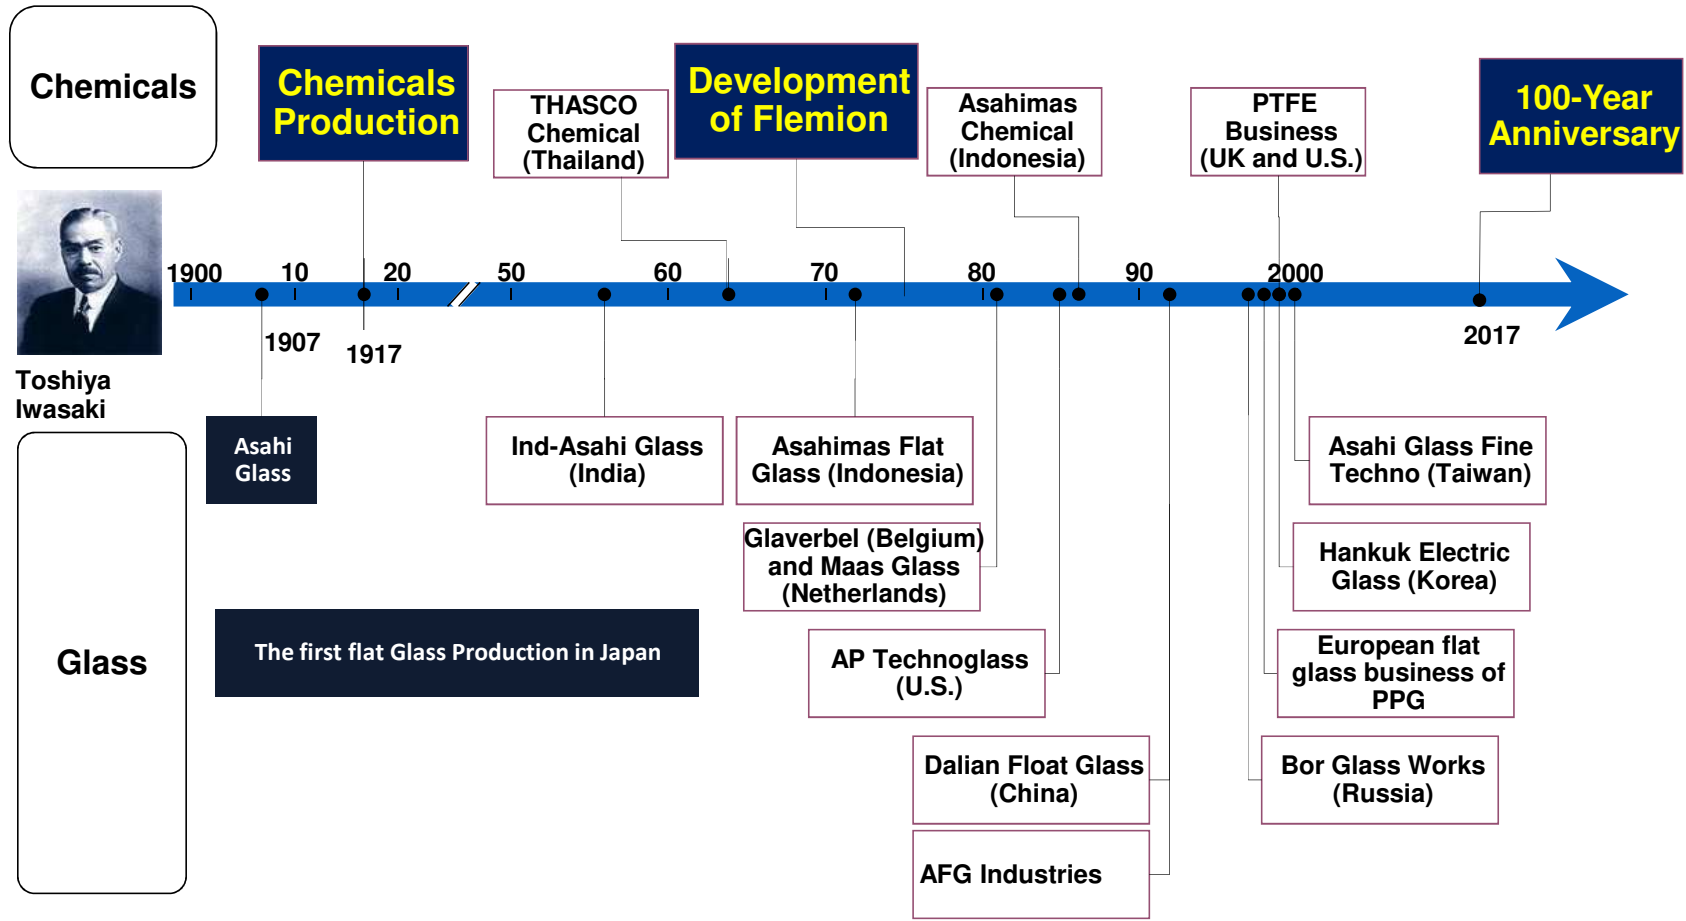 Chemicals
Chemicals
Production
THASCO
Chemical
(Thailand)
Development
of Flemion
Asahimas
Chemical
(Indonesia)
PTFE
Business
(UK and U.S.)
100-Year
Anniversary
1900
10
20
50
60
70
80
90
2000
1907
1917
2017
Toshiya
Iwasaki
Glass
Asahi
Glass
Ind-Asahi Glass
(India)
Asahimas Flat
Glass (Indonesia)
Asahi Glass Fine
Techno (Taiwan)
Glaverbel (Belgium)
and Maas Glass
(Netherlands)
Hankuk Electric
Glass (Korea)
The first flat Glass Production in Japan
AP Technoglass
(U.S.)
European flat
glass business of
PPG
Dalian Float Glass
(China)
Bor Glass Works
(Russia)
AFG Industries